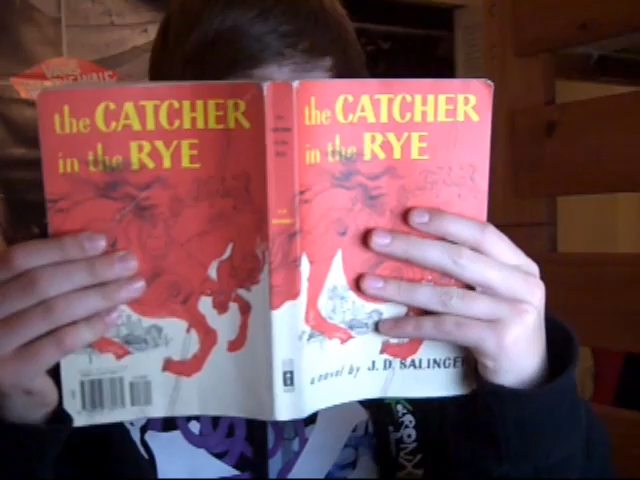 the CATCHER
in the RYE
the CATCHER
in the RYE
a novel by J.D. SALINGER